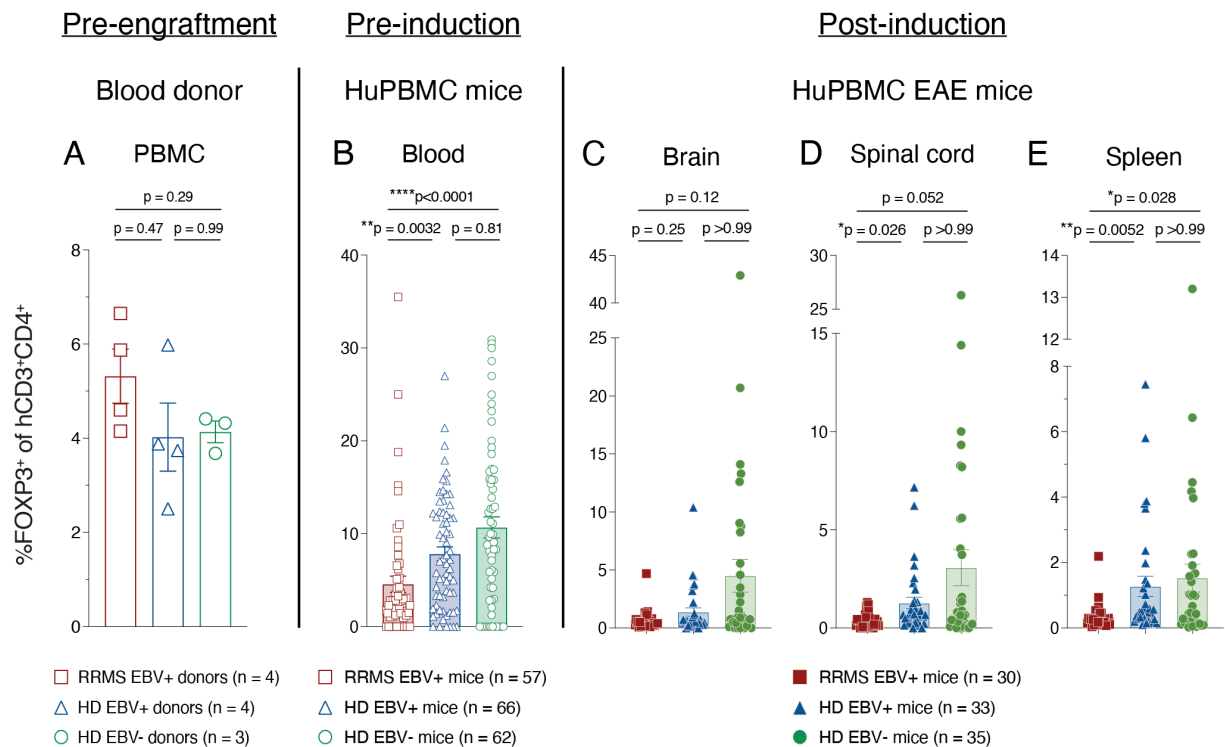 Pre-engraftment
Pre-induction
Post-induction
Blood donor
HuPBMC mice
HuPBMC EAE mice
A
PBMC
B
Blood
C
Brain
D
Spinal cord
E
Spleen
p = 0.29
p = 0.47
p = 0.99
****p<0.0001
**p = 0.0032
p = 0.81
p = 0.12
p = 0.25
p >0.99
p = 0.052
*p = 0.026
p >0.99
*p = 0.028
**p = 0.0052
p >0.99
%FOXP3+ of hCD3+CD4+
8
6
4
2
0
40
30
20
10
0
45
40
25
20
15
10
5
0
30
25
15
10
5
0
14
13
12
8
6
4
2
0
RRMS EBV+ donors (n = 4)
HD EBV+ donors (n = 4)
HD EBV- donors (n = 3)
RRMS EBV+ mice (n = 57)
HD EBV+ mice (n = 66)
HD EBV- mice (n = 62)
RRMS EBV+ mice (n = 30)
HD EBV+ mice (n = 33)
HD EBV- mice (n = 35)